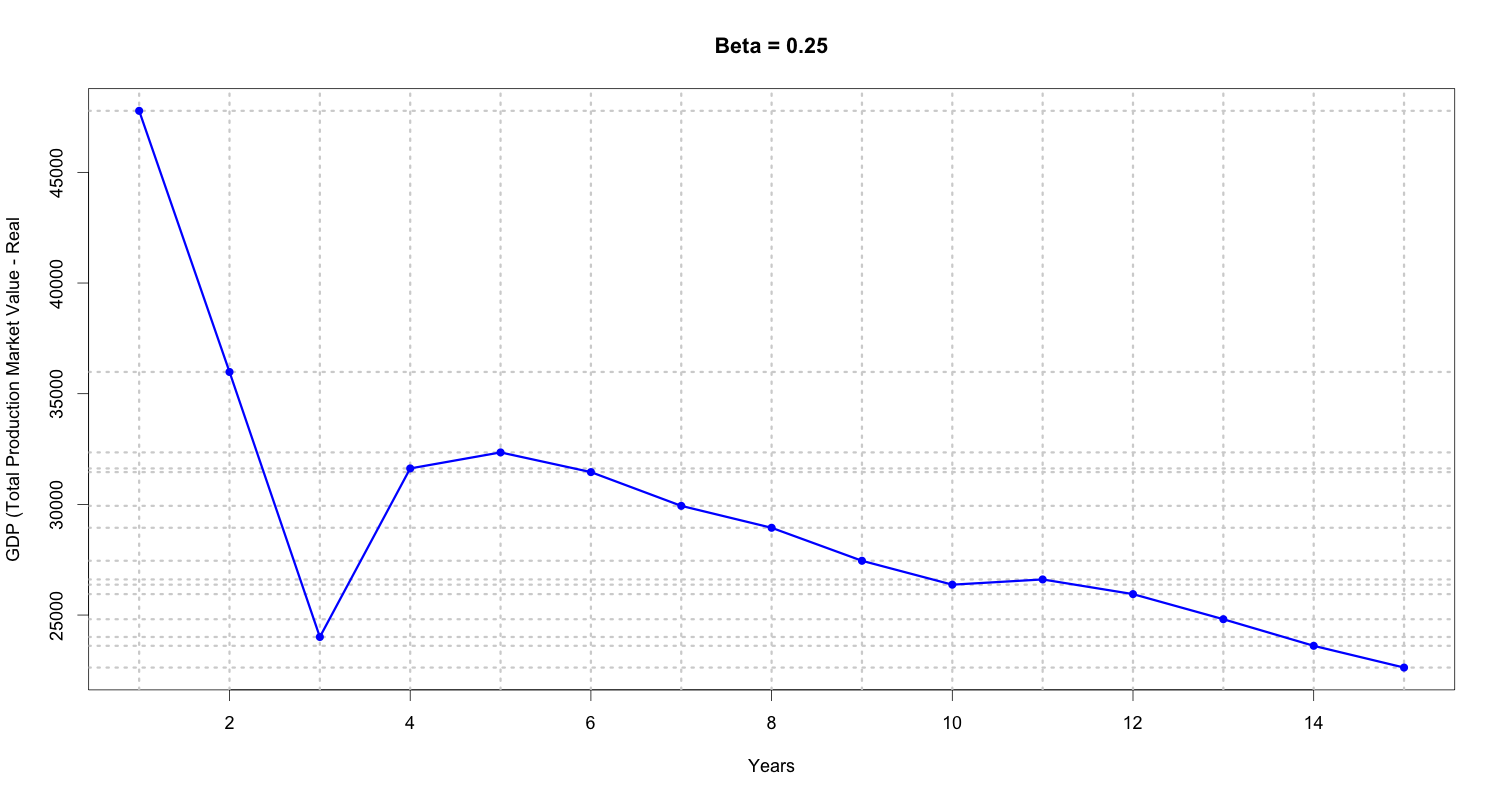 Beta = 0.25
GDP (Total Production Market Value - Real
45000
40000
35000
30000
25000
2 4 6 8 10 12 14
Years